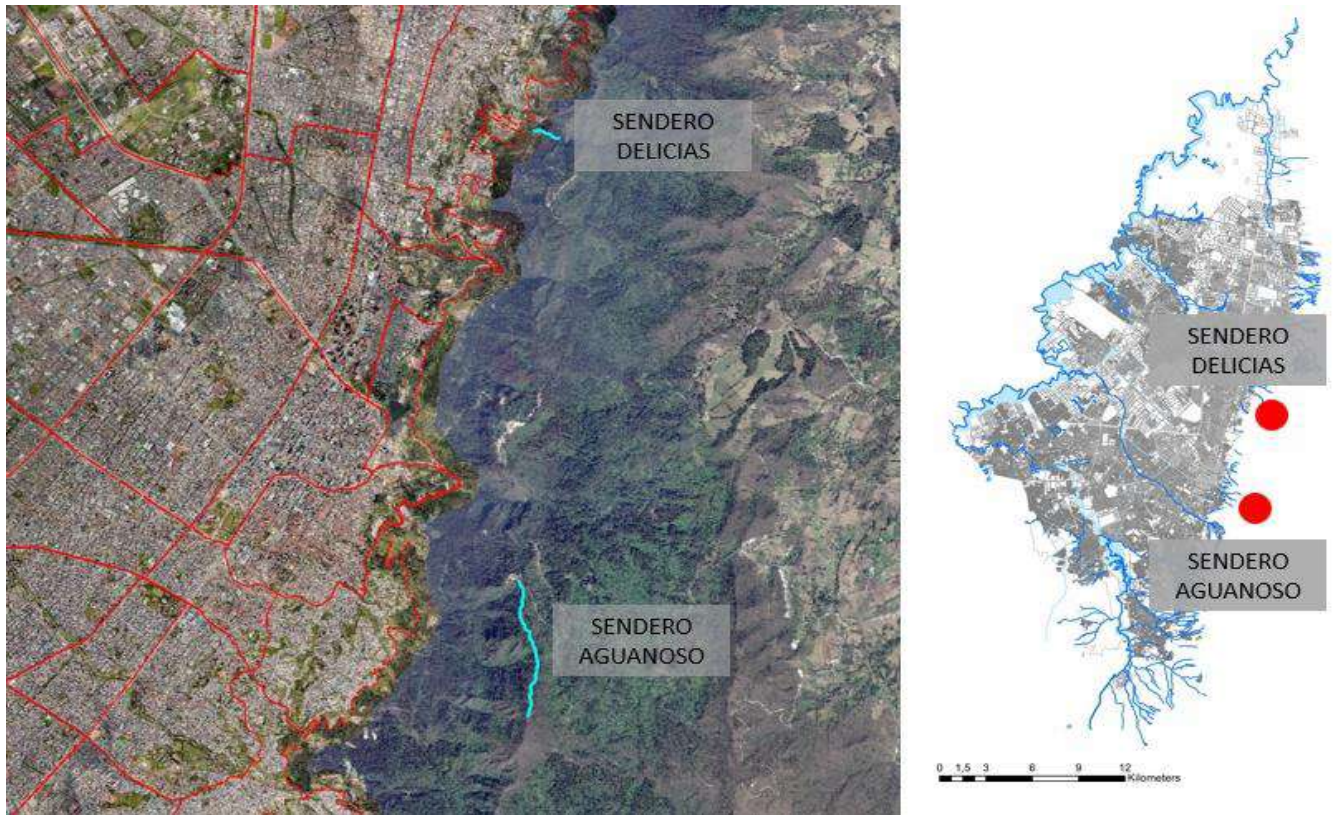 SENDERO
DELICIAS
SENDERO
AGUANOSO
SENDERO
DELICIAS
SENDERO
AGUANOSO
0 1,5 3 6 9 12
Kilometers